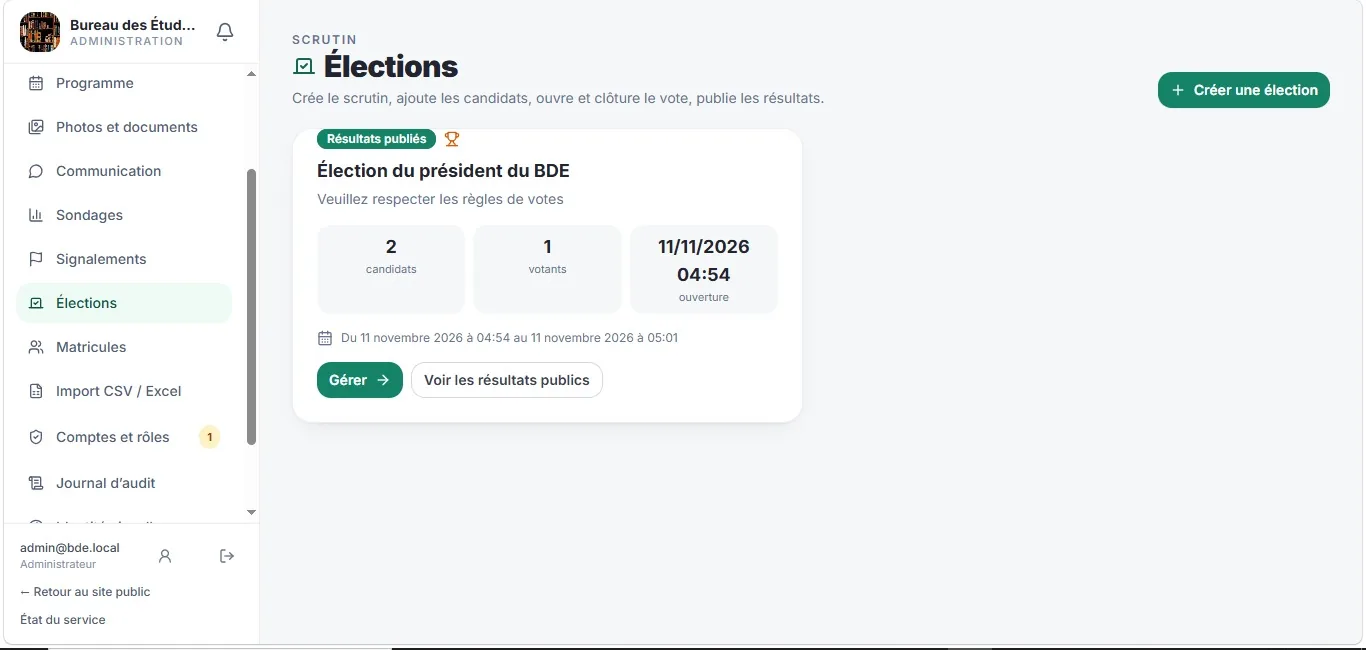 Bureau des Étud...
ADMINISTRATION
Programme
Photos et documents
Communication
Sondages
Signalements
Élections
Matricules
Import CSV / Excel
Comptes et rôles 1
Journal d'audit
admin@bde.local
Administrateur
← Retour au site public
État du service
SCRUTIN
Élections
Crée le scrutin, ajoute les candidats, ouvre et clôture le vote, publie les résultats.
+ Créer une élection
Résultats publiés
Élection du président du BDE
Veuillez respecter les règles de votes
2
candidats
1
votants
11/11/2026
04:54
ouverture
Du 11 novembre 2026 à 04:54 au 11 novembre 2026 à 05:01
Gérer →
Voir les résultats publics